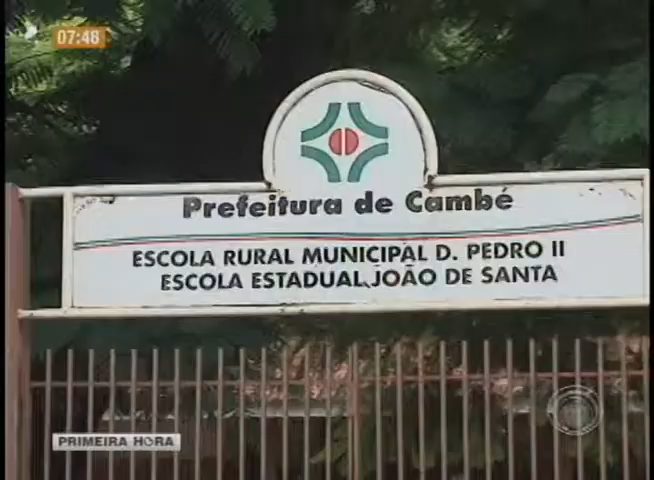 07:48
Prefeitura de Cambé
ESCOLA RURAL MUNICIPAL D. PEDRO II
ESCOLA ESTADUAL JOÃO DE SANTA
PRIMEIRA HORA